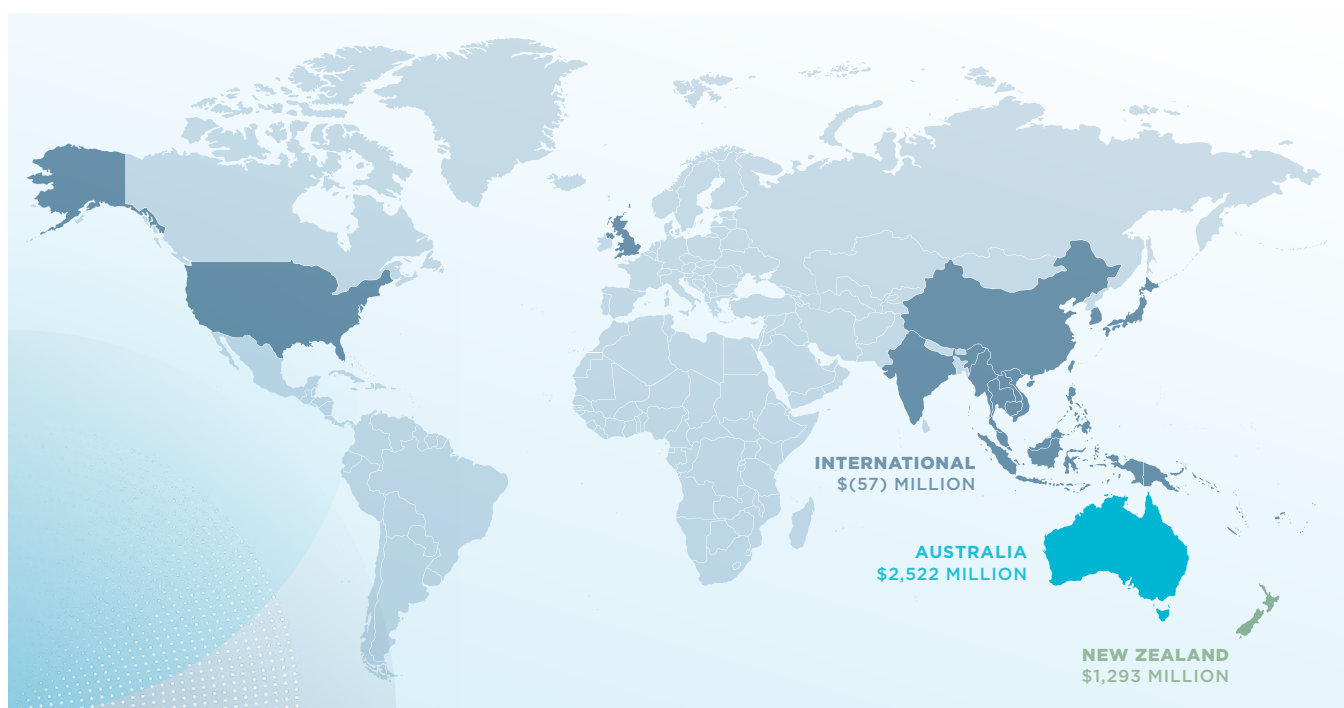 INTERNATIONAL
$(57) MILLION
AUSTRALIA
$2,522 MILLION
NEW ZEALAND
$1,293 MILLION